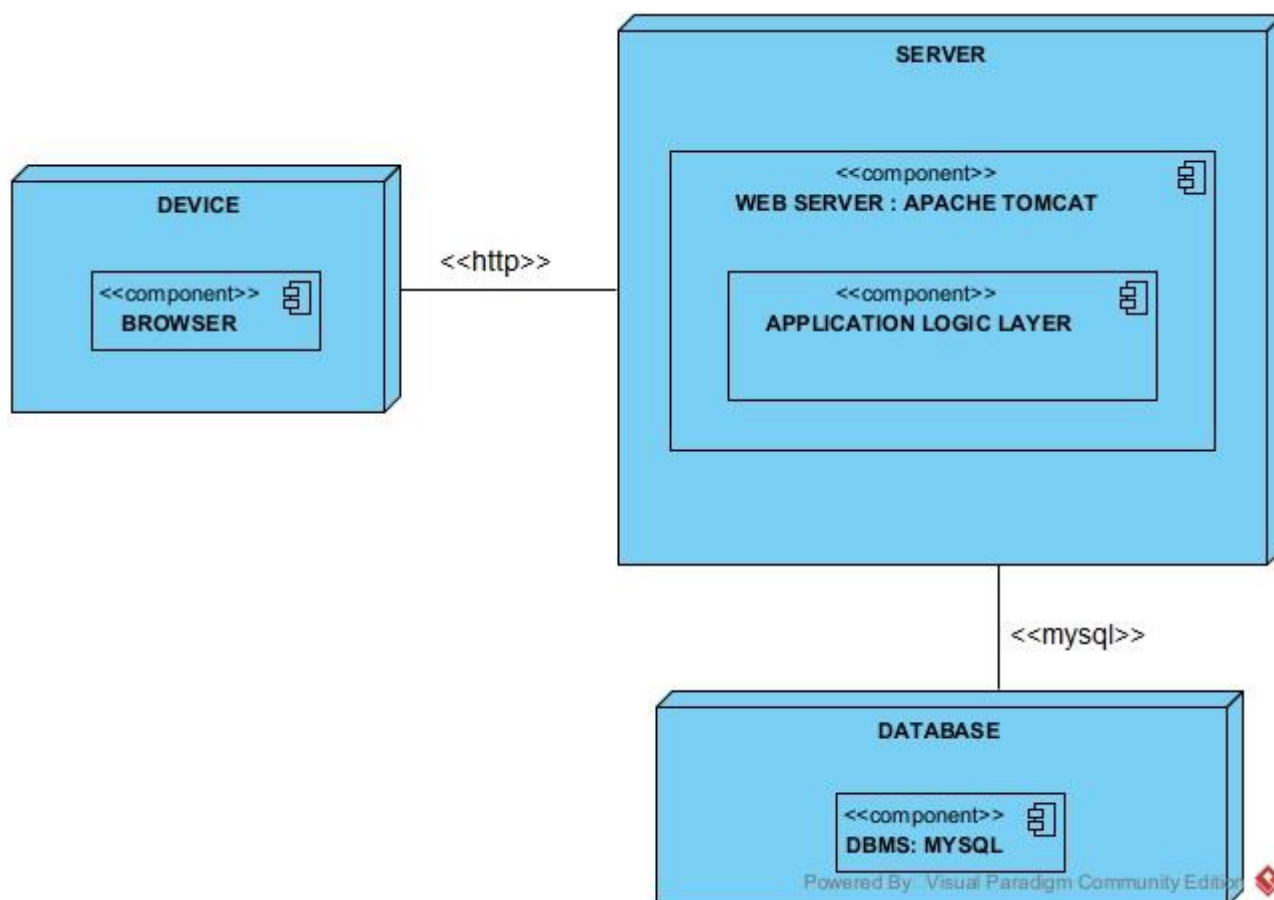 SERVER
<<component>>
WEB SERVER : APACHE TOMCAT
<<component>>
APPLICATION LOGIC LAYER
DEVICE
<<component>>
BROWSER
<<http>>
<<mysql>>
DATABASE
<<component>>
DBMS: MYSQL
Powered By: Visual Paradigm Community Edition